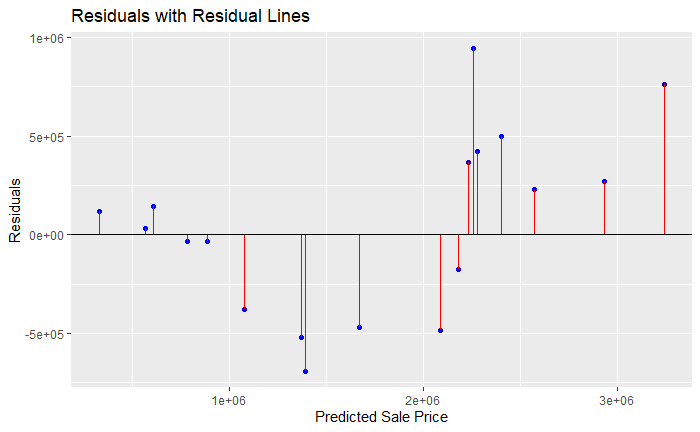 Residuals with Residual Lines
1e+06
5e+05
0e+00
-5e+05
Residuals
1e+06 2e+06 3e+06
Predicted Sale Price